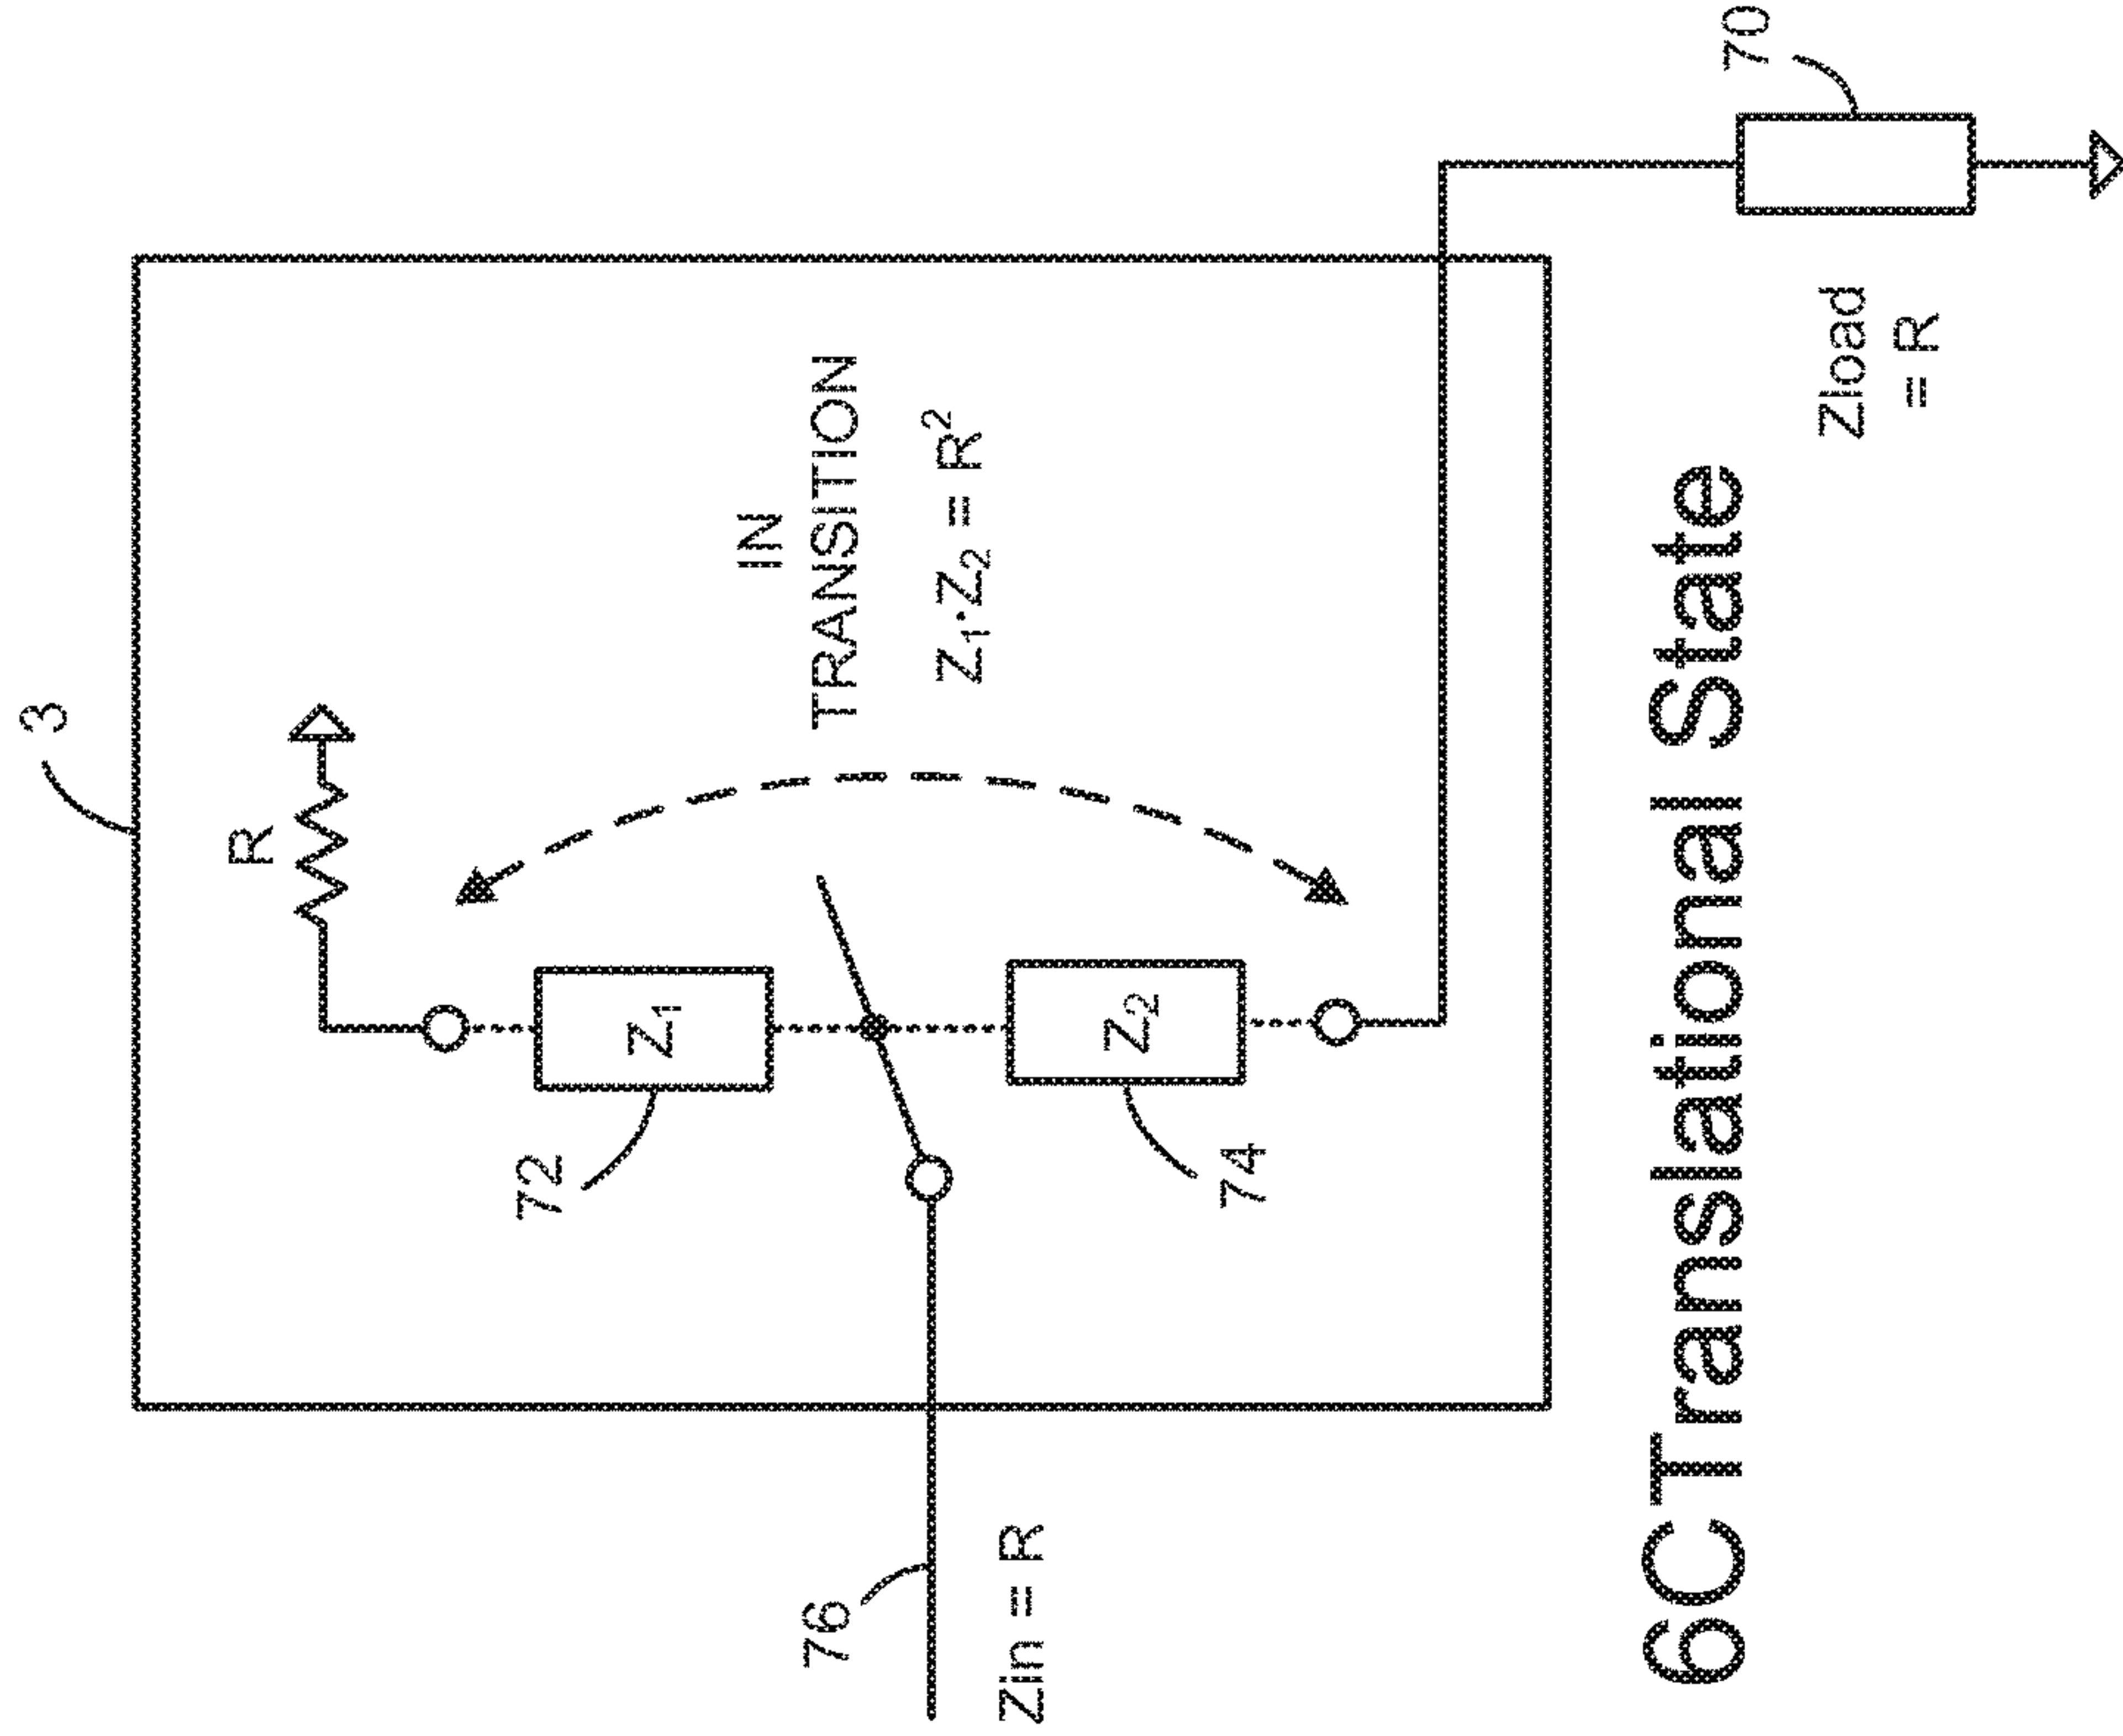 3
R
72
Z₁
IN
TRANSITION
Z₁·Z₂ = R²
76
Zin = R
74
Z₂
70
Zload
= R
6C Translational State